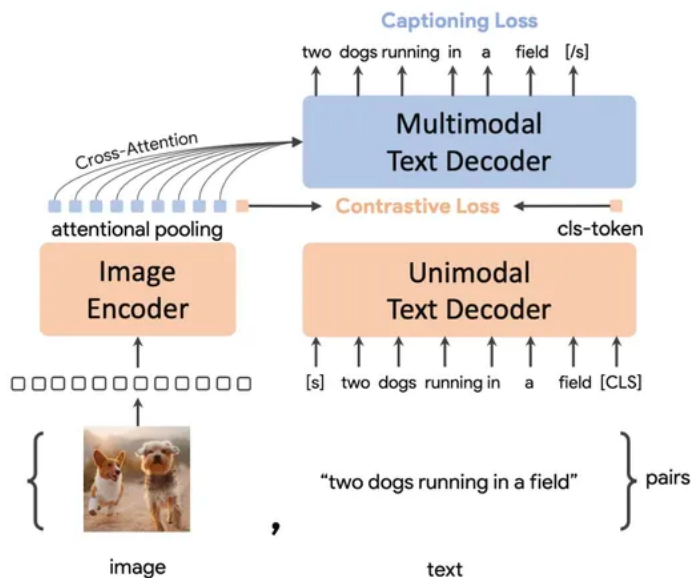 Captioning Loss
two dogs running in a field [/s]
Multimodal
Text Decoder
Cross-Attention
Contrastive Loss
attentional pooling
cls-token
Image
Encoder
Unimodal
Text Decoder
[s] two dogs running in a field [CLS]
“two dogs running in a field”
pairs
,
image
text